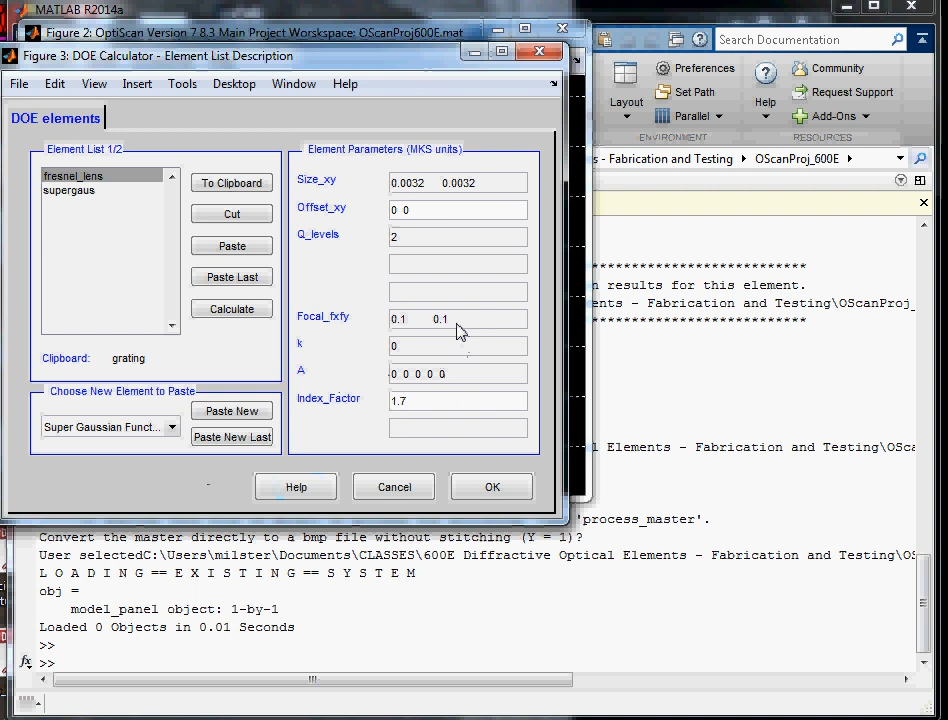 MATLAB R2014a
Figure 2: OptiScan Version 7.8.3 Main Project Worskspace: OScanProj600E.mat
Figure 3: DOE Calculator - Element List Description
File Edit View Insert Tools Desktop Window Help
DOE elements
Element List 1/2
fresnel_lens
supergaus
To Clipboard
Cut
Paste
Paste Last
Calculate
Clipboard: grating
Choose New Element to Paste
Super Gaussian Funct...
Paste New
Paste New Last
Element Parameters (MKS units)
Size_xy 0.0032 0.0032
Offset_xy 0 0
Q_levels 2
Focal_fxfy 0.1 0.1
k 0
A 0 0 0 0 0
Index_Factor 1.7
Help Cancel OK
Search Documentation
Layout
Preferences
Set Path
Parallel
ENVIRONMENT
Help
Community
Request Support
Add-Ons
RESOURCES
s - Fabrication and Testing OScanProj_600E
**************************
n results for this element.
ents - Fabrication and Testing\OScanProj_
**************************
l Elements - Fabrication and Testing\OSca
'process_master'.
Convert the master directly to a bmp file without stitching (Y = 1)?
User selectedC:\Users\milster\Documents\CLASSES\600E Diffractive Optical Elements - Fabrication and Testing\OS
L O A D I N G == E X I S T I N G == S Y S T E M
obj =
model_panel object: 1-by-1
Loaded 0 Objects in 0.01 Seconds
>>
fx >>